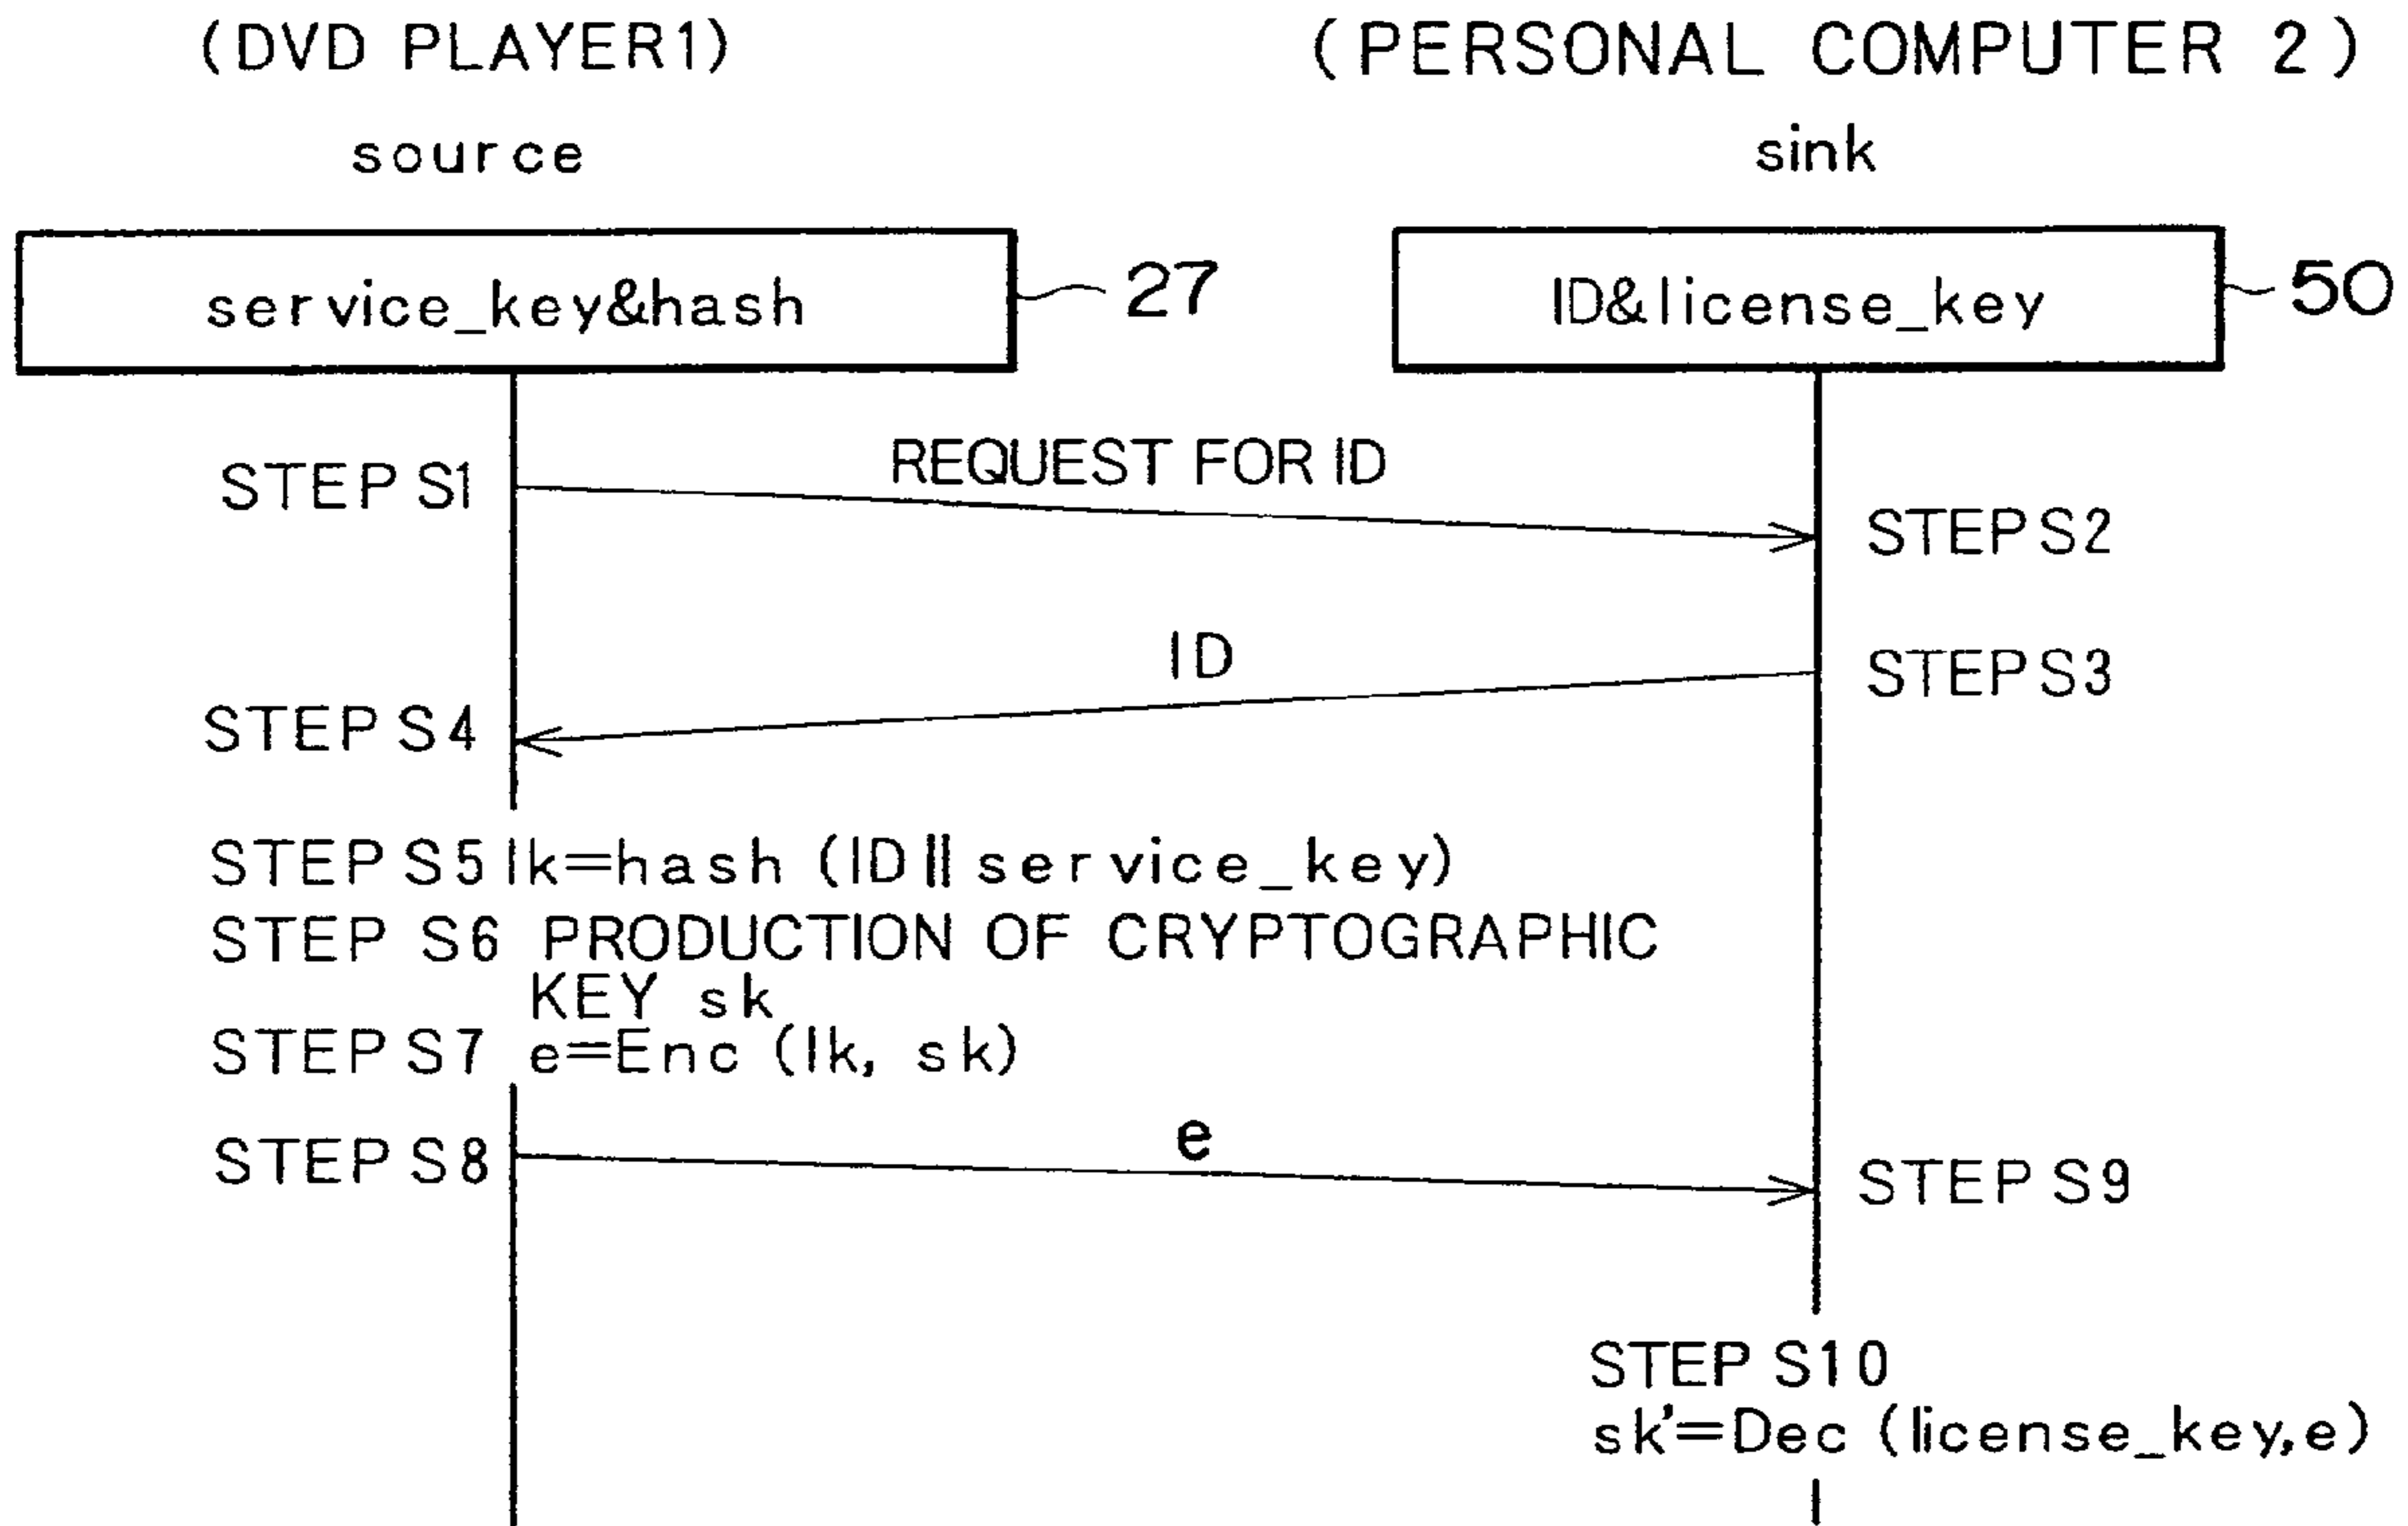 (DVD PLAYER1)
(PERSONAL COMPUTER 2)
source
sink
service_key&hash
27
ID&license_key
50
REQUEST FOR ID
STEP S1
STEP S2
ID
STEP S3
STEP S4
STEP S5 lk=hash (ID || service_key)
STEP S6 PRODUCTION OF CRYPTOGRAPHIC
KEY sk
STEP S7 e=Enc (lk, sk)
e
STEP S8
STEP S9
STEP S10
sk'=Dec (license_key,e)